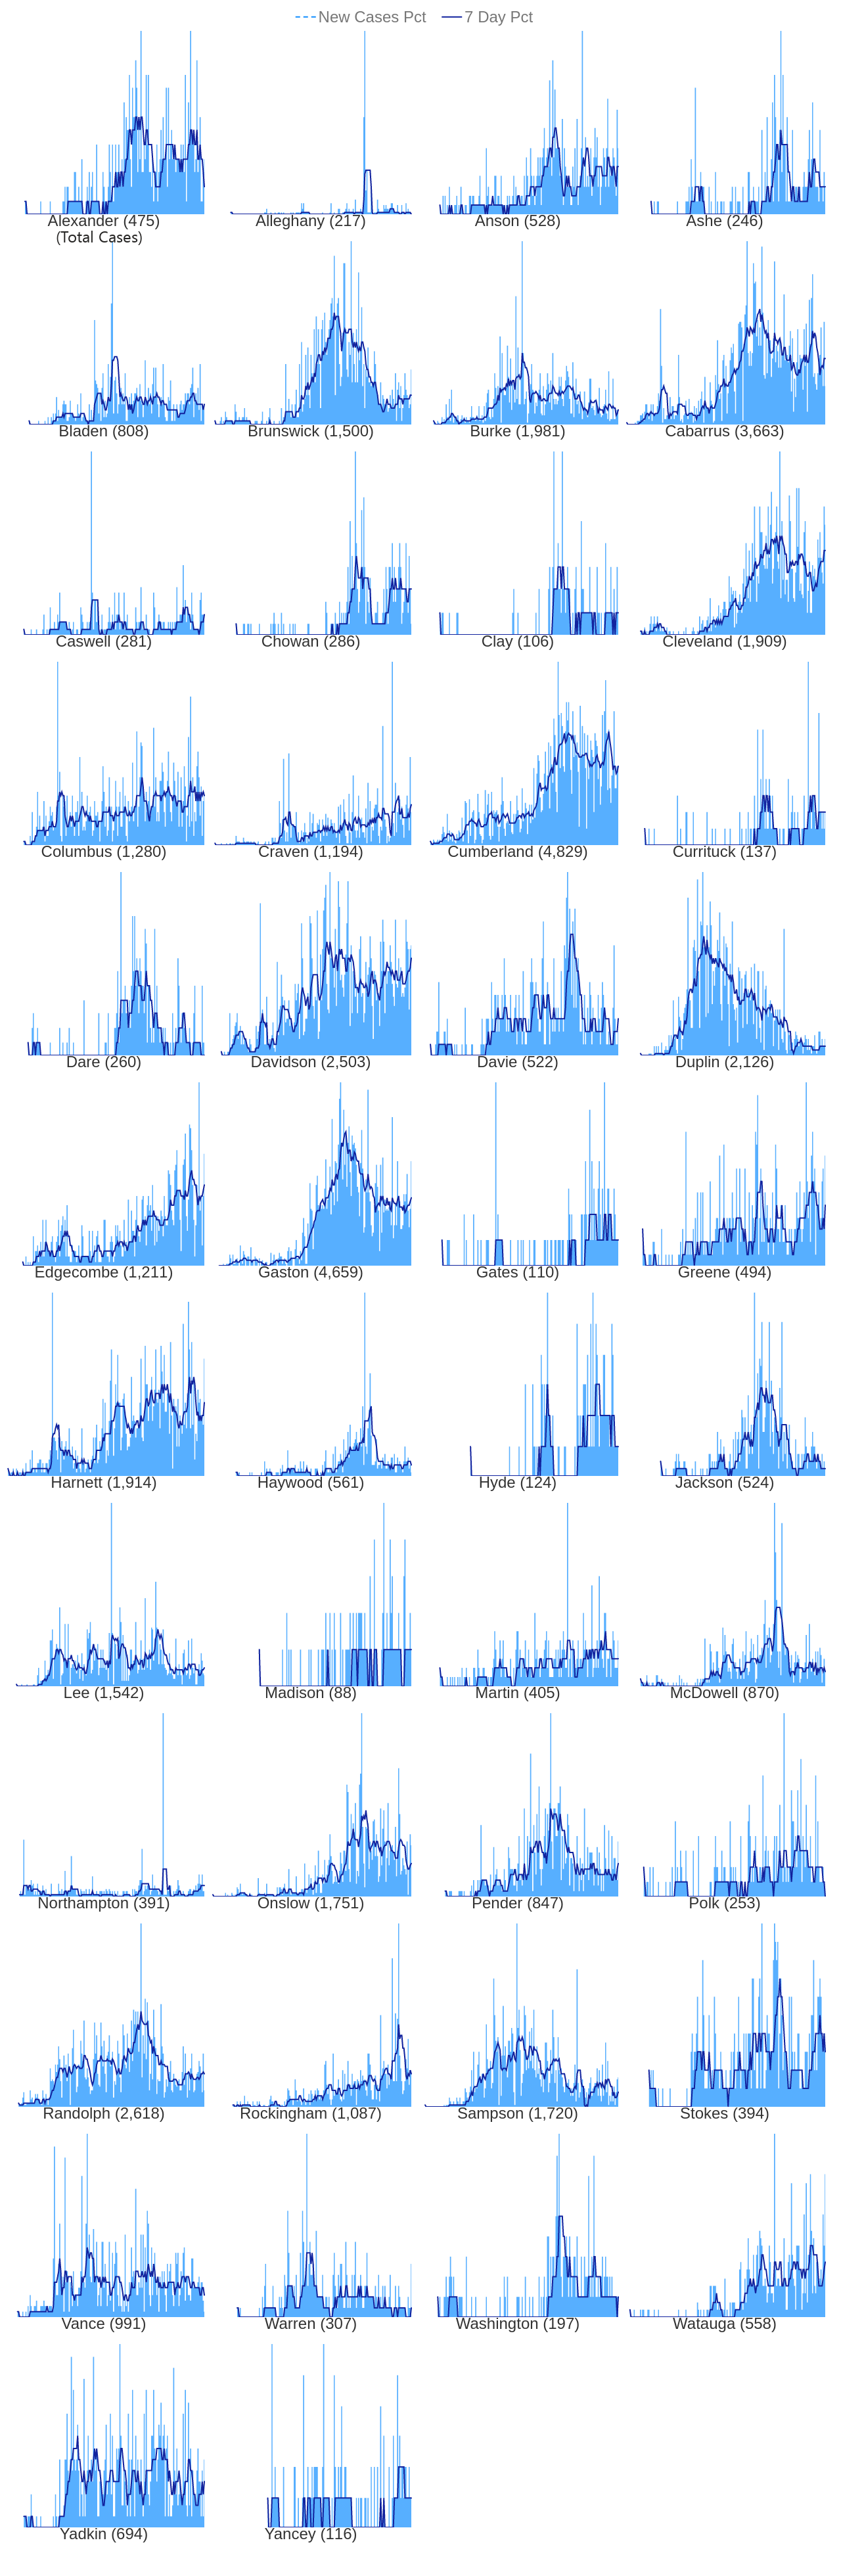 New Cases Pct 7 Day Pct
Alexander (475) Alleghany (217) Anson (528) Ashe (246)
(Total Cases)
Bladen (808) Brunswick (1,500) Burke (1,981) Cabarrus (3,663)
Caswell (281) Chowan (286) Clay (106) Cleveland (1,909)
Columbus (1,280) Craven (1,194) Cumberland (4,829) Currituck (137)
Dare (260) Davidson (2,503) Davie (522) Duplin (2,126)
Edgecombe (1,211) Gaston (4,659) Gates (110) Greene (494)
Harnett (1,914) Haywood (561) Hyde (124) Jackson (524)
Lee (1,542) Madison (88) Martin (405) McDowell (870)
Northampton (391) Onslow (1,751) Pender (847) Polk (253)
Randolph (2,618) Rockingham (1,087) Sampson (1,720) Stokes (394)
Vance (991) Warren (307) Washington (197) Watauga (558)
Yadkin (694) Yancey (116)